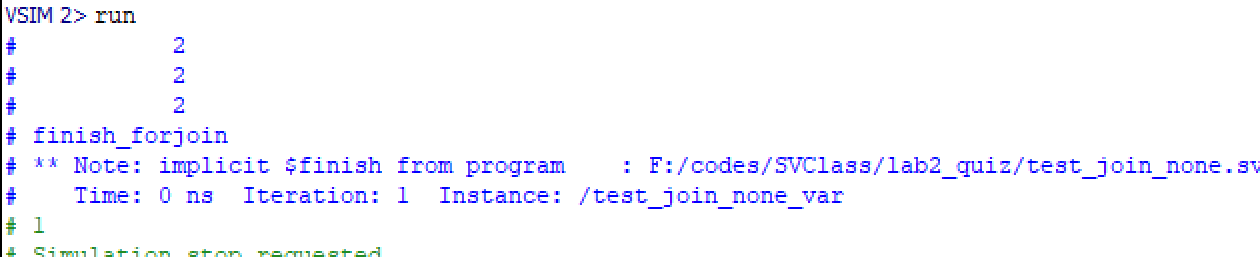 VSIM 2> run
# 2
# 2
# 2
# finish_forjoin
# ** Note: implicit $finish from program : F:/codes/SVClass/lab2_quiz/test_join_none.sv
# Time: 0 ns Iteration: 1 Instance: /test_join_none_var
# 1
# Simulation stop requested